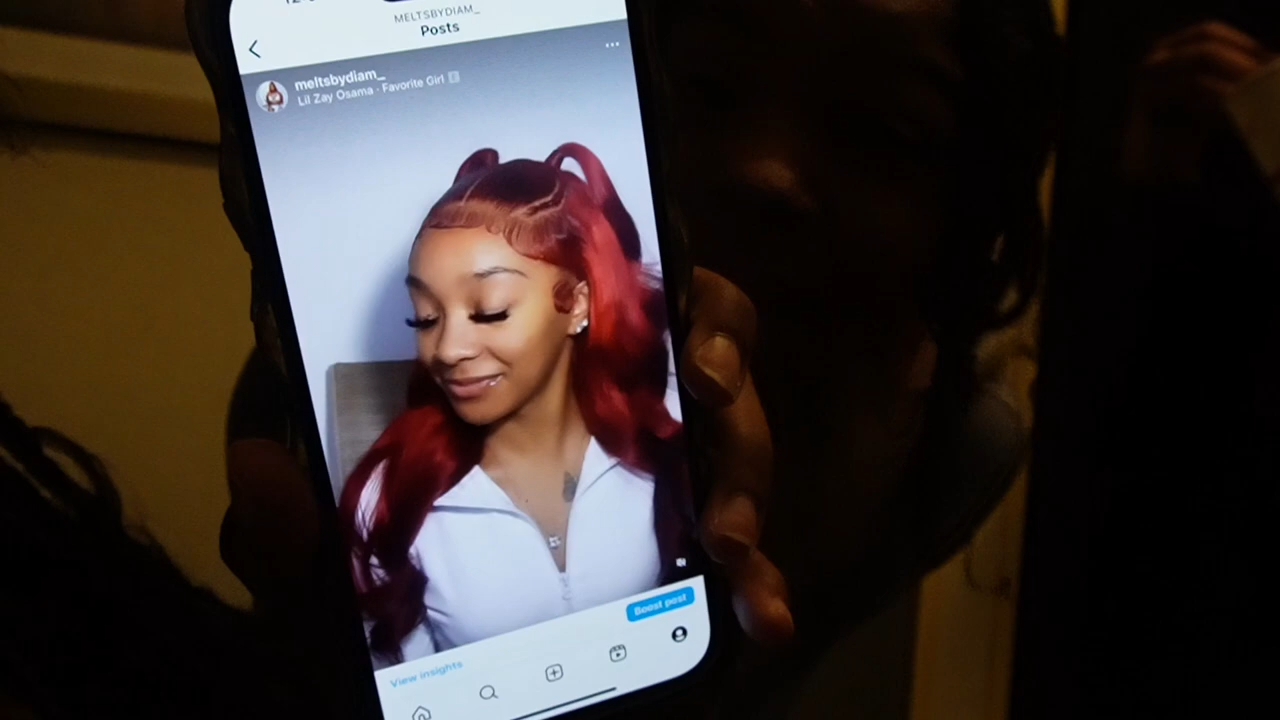 MELTSBYDIAM_
Posts
meltsbydiam_
Lil Zay Osama · Favorite Girl E
Boost post
View insights